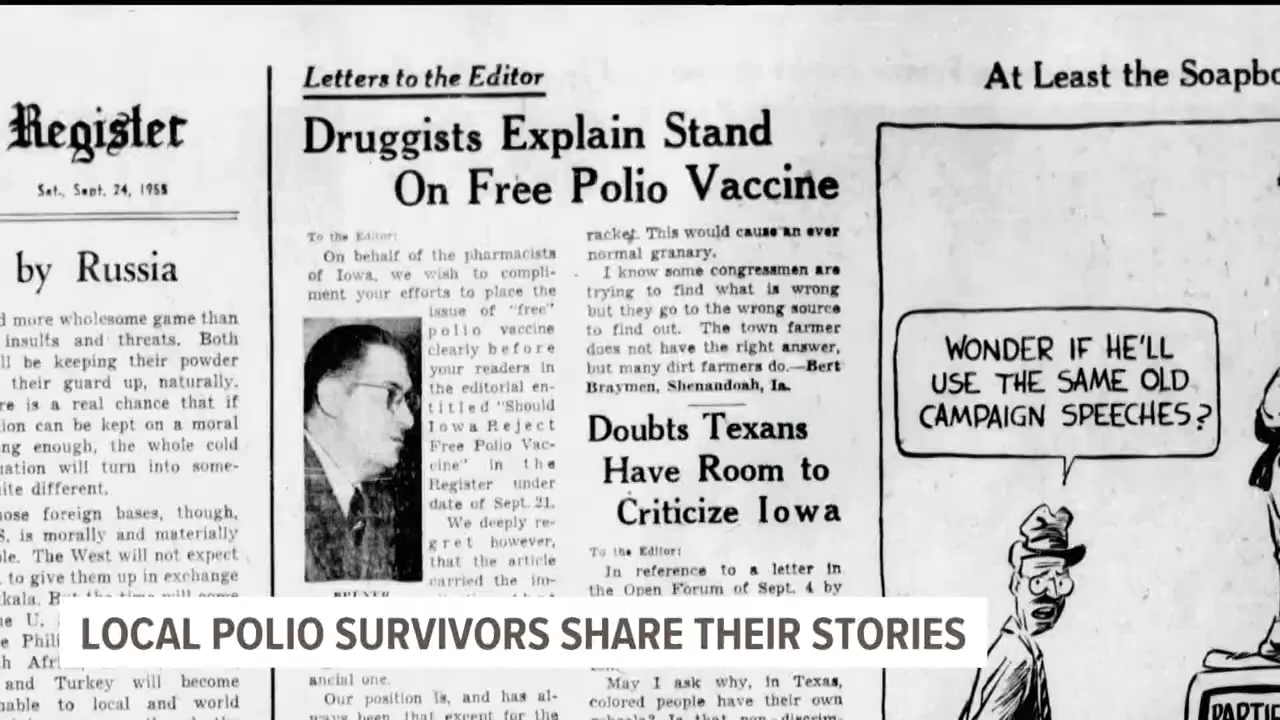 Register
Sat., Sept. 24, 1955
by Russia
more wholesome game than
insults and threats. Both
be keeping their powder
their guard up, naturally.
is a real chance that if
can be kept on a moral
enough, the whole cold
will turn into some-
different.
foreign bases, though,
is morally and materially
The West will not expect
to give them up in exchange
and Turkey will become
to local and world
Letters to the Editor
Druggists Explain Stand
On Free Polio Vaccine
To the Editor:
On behalf of the pharmacists
of Iowa, we wish to compli-
ment your efforts to place the
issue of "free"
polio vaccine
clearly before
your readers in
the editorial en-
titled "Should
Iowa Reject
Free Polio Vac-
cine" in the
Register under
date of Sept. 21.
We deeply re-
gret however,
that the article
carried the im-
ancial one.
Our position is, and has al-
ways been, that except for the
racket. This would cause an ever
normal granary.
I know some congressmen are
trying to find what is wrong
but they go to the wrong source
to find out. The town farmer
does not have the right answer,
but many dirt farmers do.—Bert
Braymen, Shenandoah, Ia.
Doubts Texans
Have Room to
Criticize Iowa
To the Editor:
In reference to a letter in
the Open Forum of Sept. 4 by
May I ask why, in Texas,
colored people have their own
At Least the Soapbo
WONDER IF HE'LL
USE THE SAME OLD
CAMPAIGN SPEECHES?
LOCAL POLIO SURVIVORS SHARE THEIR STORIES